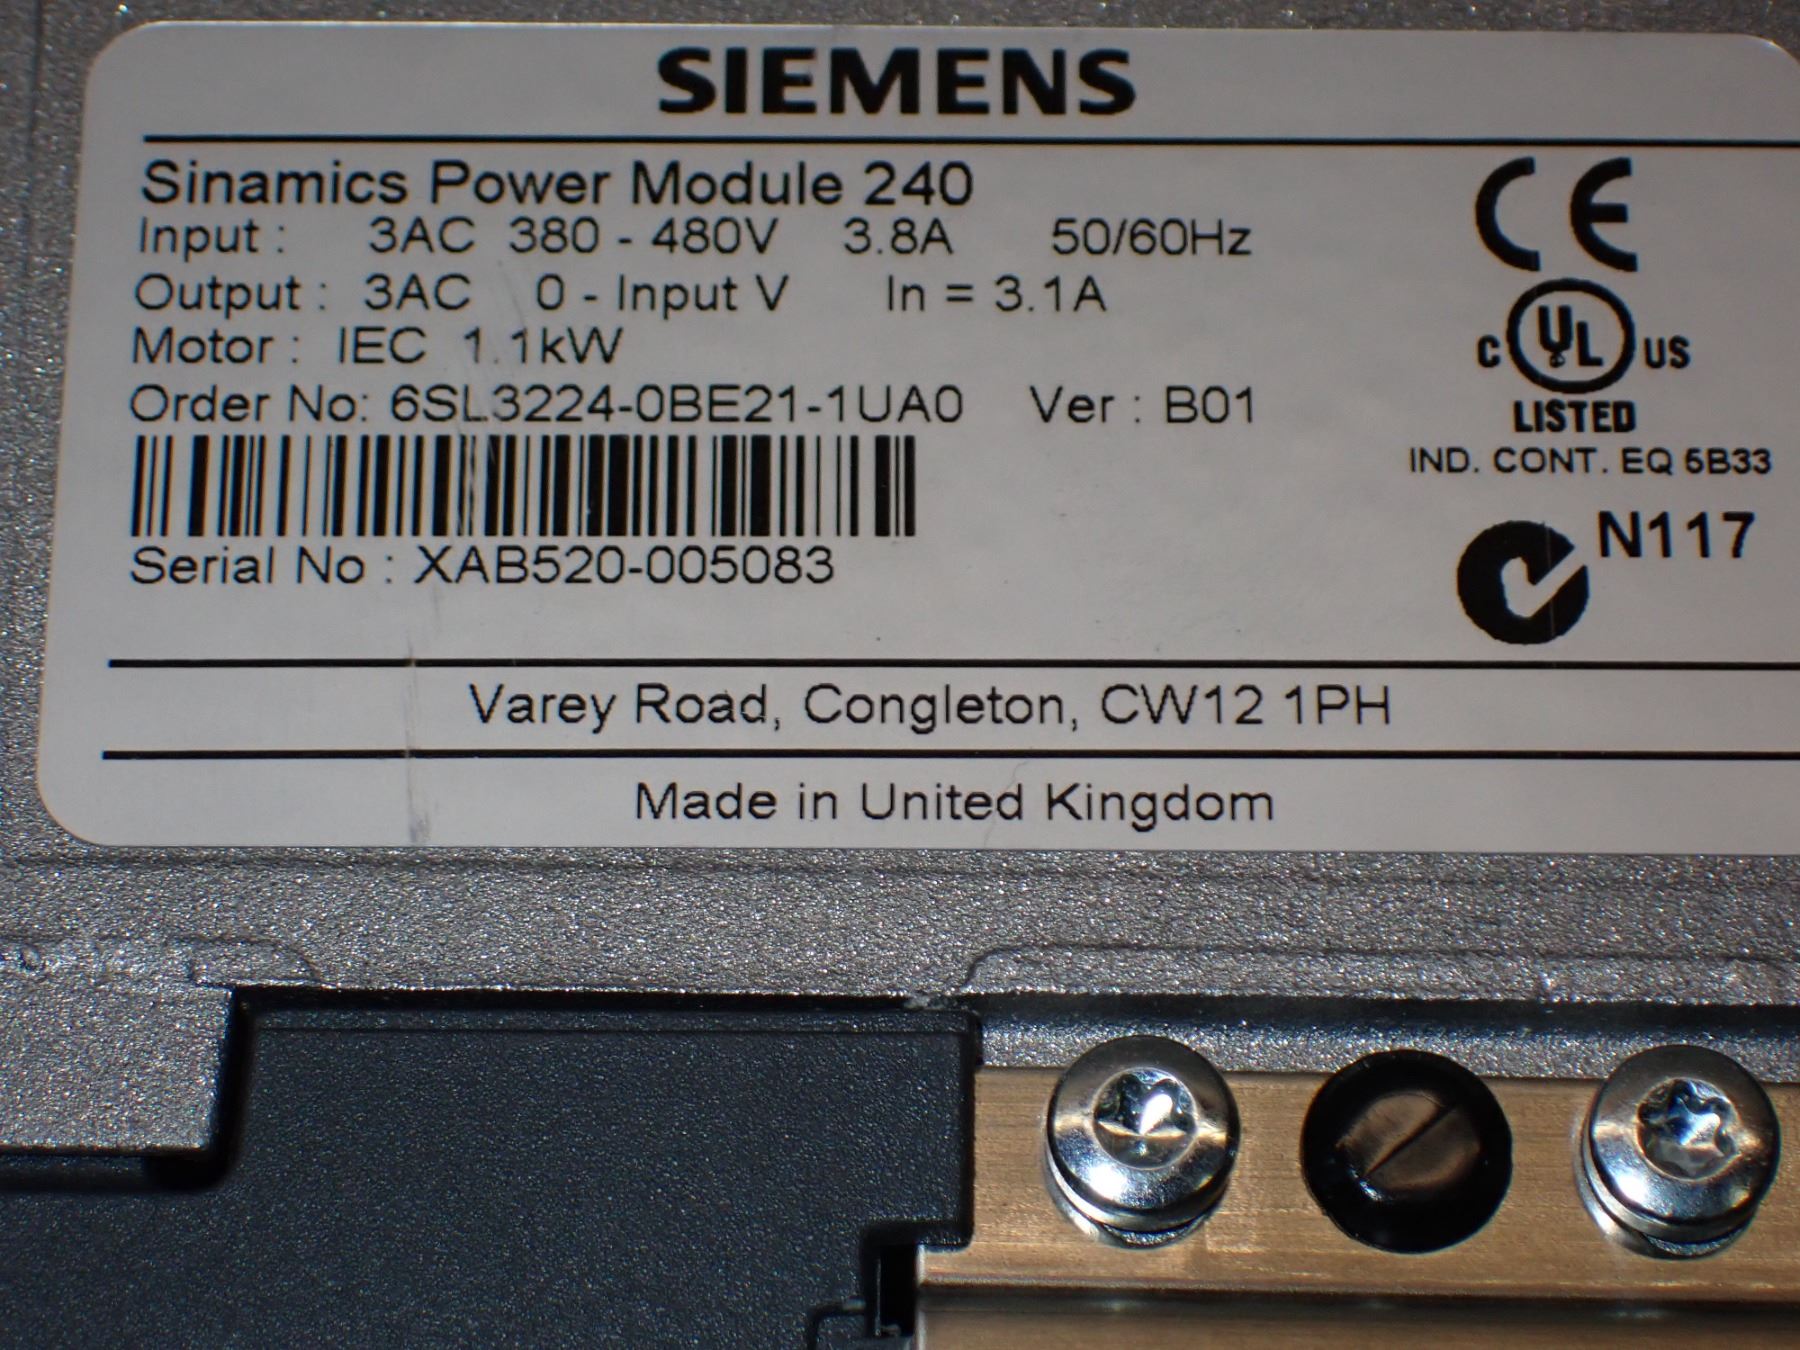 SIEMENS
Sinamics Power Module 240
Input : 3AC 380 - 480V 3.8A 50/60Hz
Output : 3AC 0 - Input V In = 3.1A
Motor : IEC 1.1kW
Order No: 6SL3224-0BE21-1UA0 Ver : B01
Serial No : XAB520-005083
CE
C UL US
LISTED
IND. CONT. EQ 5B33
N117
Varey Road, Congleton, CW12 1PH
Made in United Kingdom